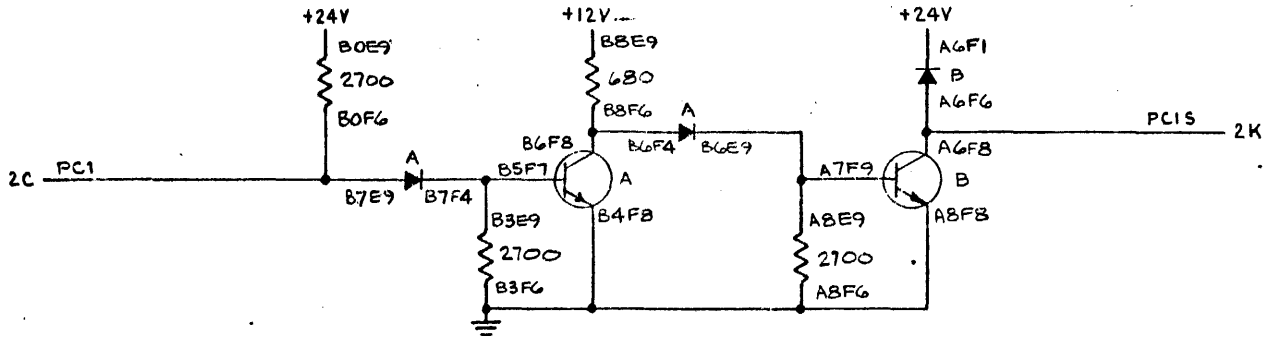 +24V
+12V
+24V
B0E9
2700
B0F6
B8E9
680
B8F6
A6F1
B
A6F6
2C
PC1
A
B7E9
B7F4
B5F7
B6F8
A
B4F8
A
B6F4
B6E9
A7F9
A6F8
B
A8F8
PC1S
2K
B3E9
2700
B3F6
A8E9
2700
A8F6